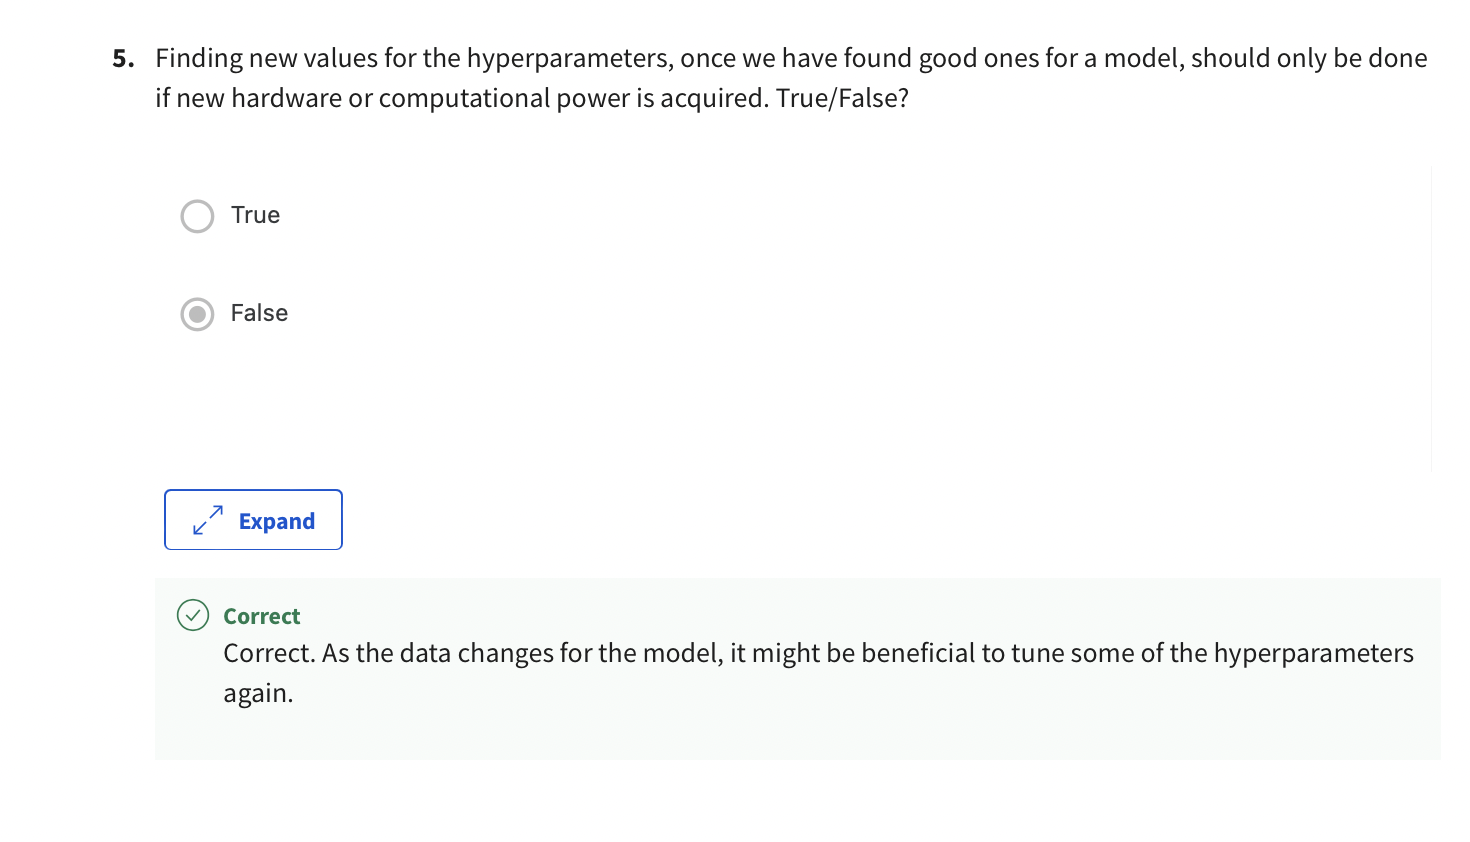 5. Finding new values for the hyperparameters, once we have found good ones for a model, should only be done
if new hardware or computational power is acquired. True/False?
True
False
Expand
Correct
Correct. As the data changes for the model, it might be beneficial to tune some of the hyperparameters
again.